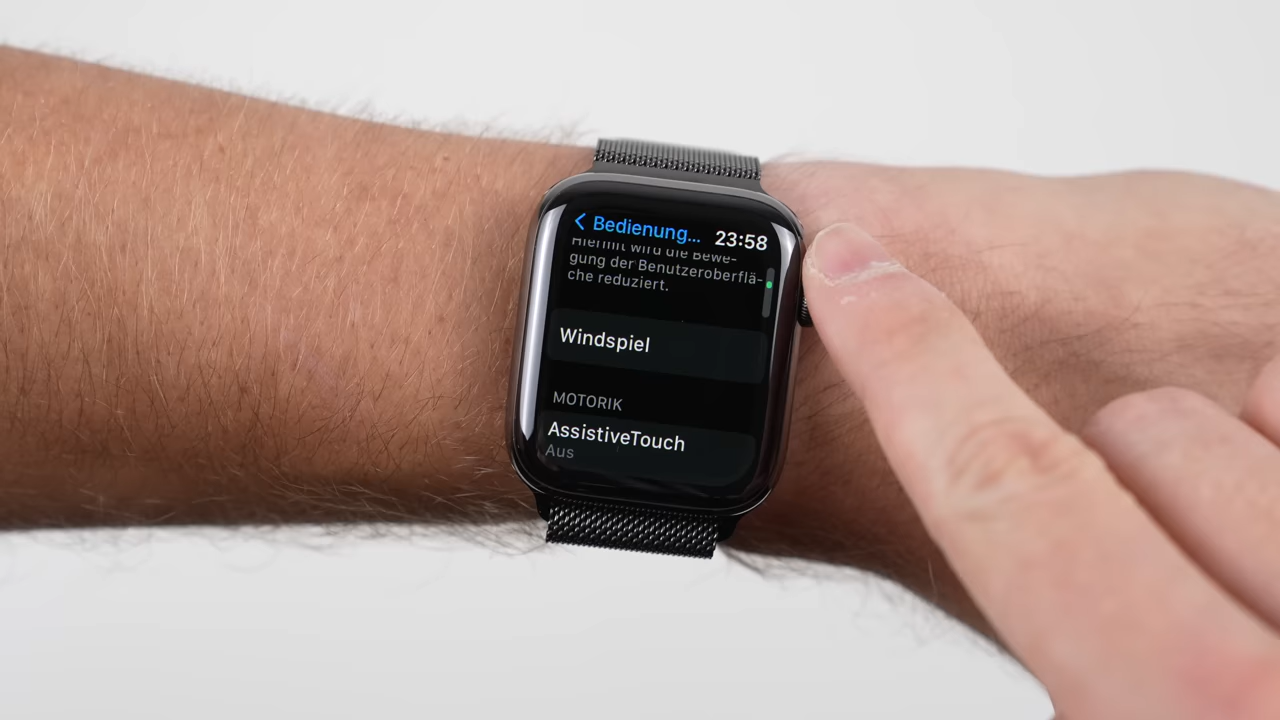 Bedienung...
23:58
Hiermit wird die Bewe-
gung der Benutzeroberflä-
che reduziert.
Windspiel
MOTORIK
AssistiveTouch
Aus